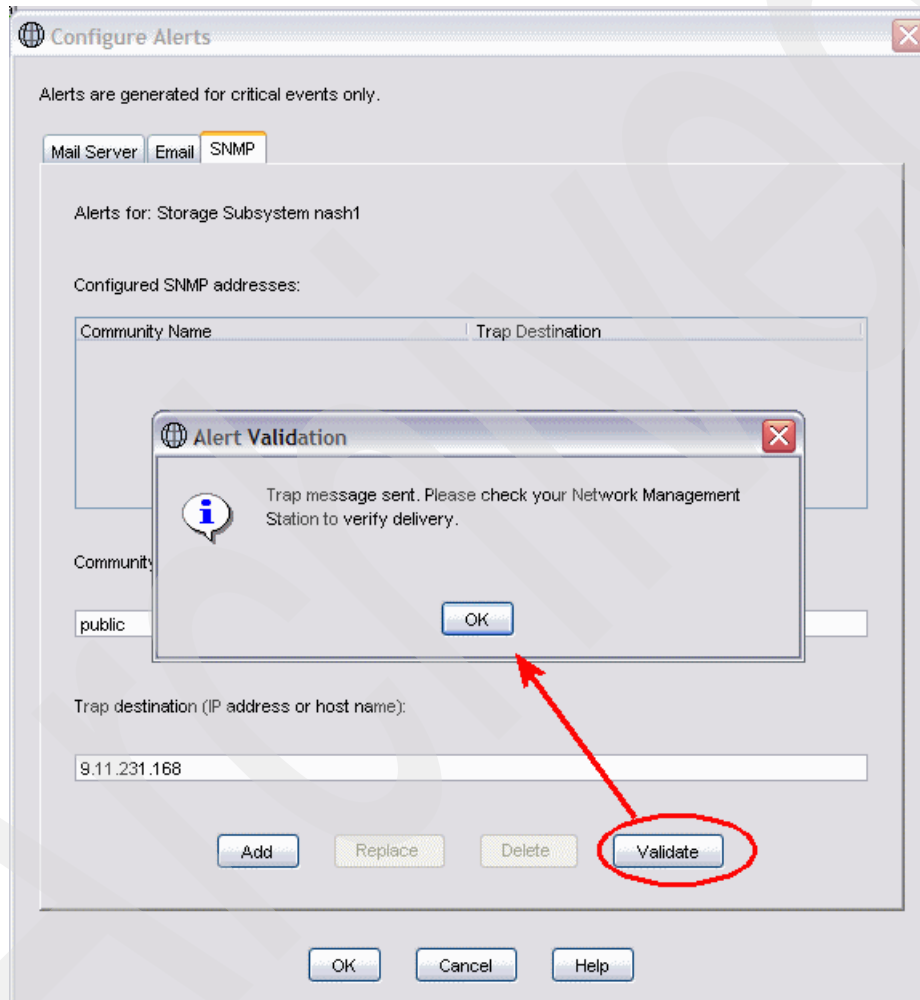 Configure Alerts
Alerts are generated for critical events only.
Mail Server Email SNMP
Alerts for: Storage Subsystem nash1
Configured SNMP addresses:
Community Name Trap Destination
Alert Validation
Trap message sent. Please check your Network Management
Station to verify delivery.
OK
public
Trap destination (IP address or host name):
9.11.231.168
Add Replace Delete Validate
OK Cancel Help